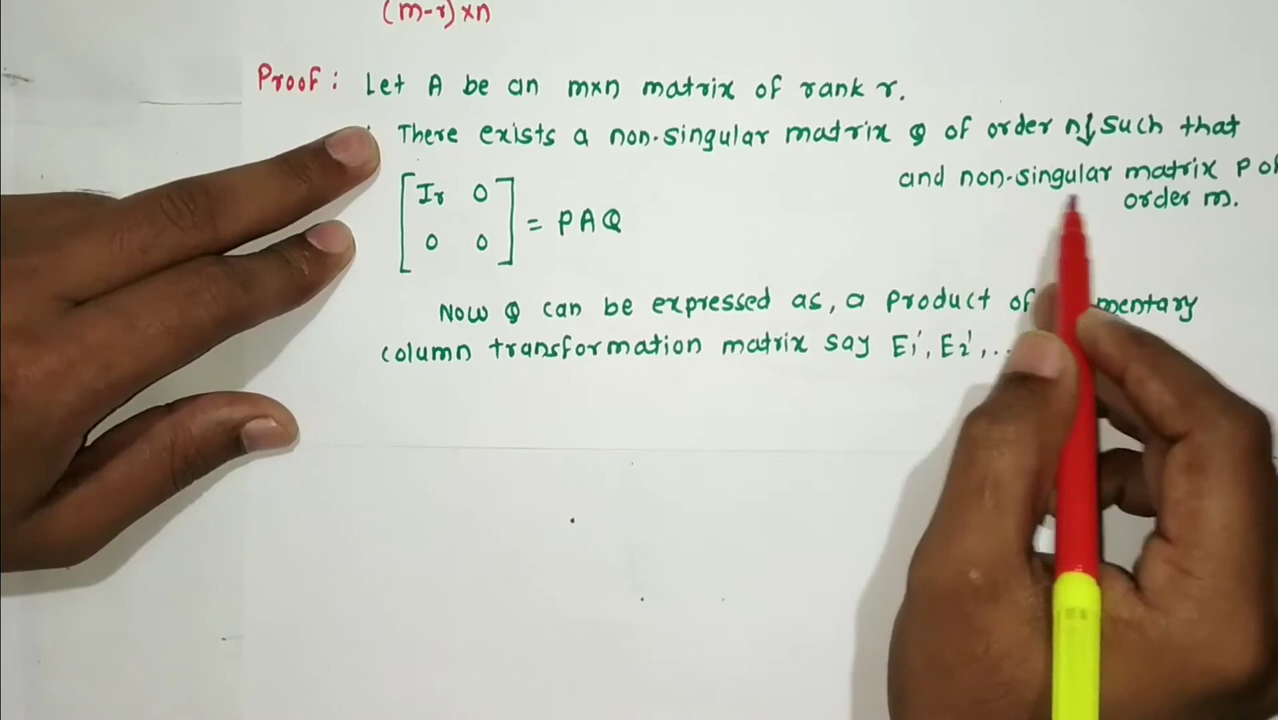 (m-r)×n
Proof : Let A be an m×n matrix of rank r.
There exists a non-singular matrix Q of order n such that
and non-singular matrix P of
order m.
[Ir 0
0 0] = PAQ
Now Q can be expressed as, a product of
column transformation matrix say E1', E2', ..